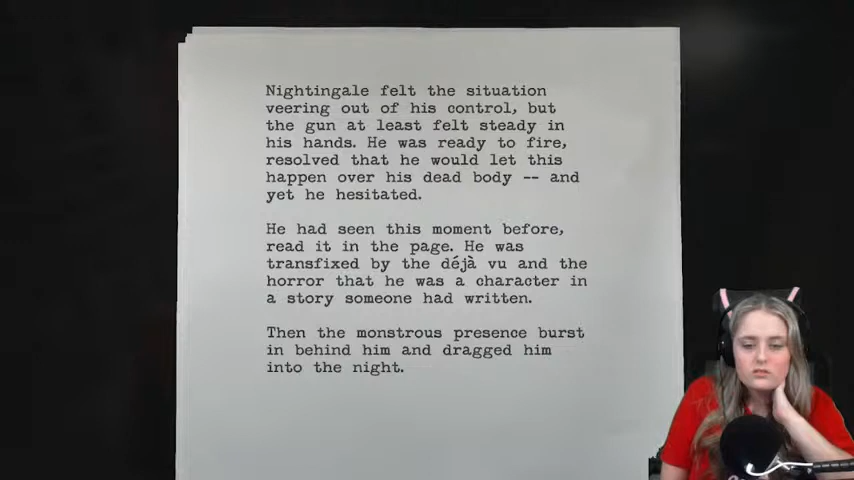 Nightingale felt the situation
veering out of his control, but
the gun at least felt steady in
his hands. He was ready to fire,
resolved that he would let this
happen over his dead body -- and
yet he hesitated.
He had seen this moment before,
read it in the page. He was
transfixed by the déjà vu and the
horror that he was a character in
a story someone had written.
Then the monstrous presence burst
in behind him and dragged him
into the night.